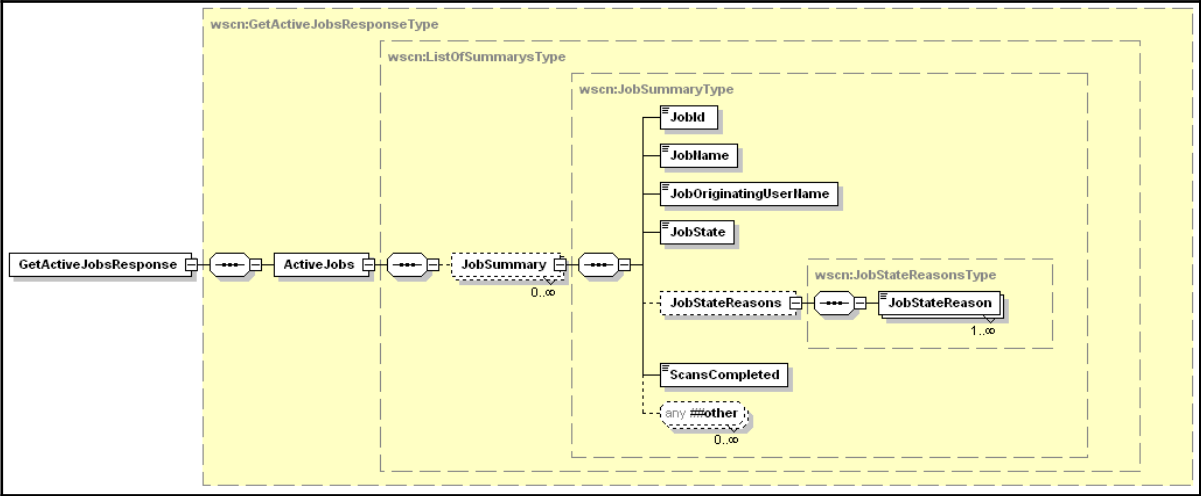 wscn:GetActiveJobsResponseType
wscn:ListOfSummarysType
wscn:JobSummaryType
JobId
JobName
JobOriginatingUserName
JobState
GetActiveJobsResponse
ActiveJobs
JobSummary
0..∞
wscn:JobStateReasonsType
JobStateReasons
JobStateReason
1..∞
ScansCompleted
any ##other
0..∞